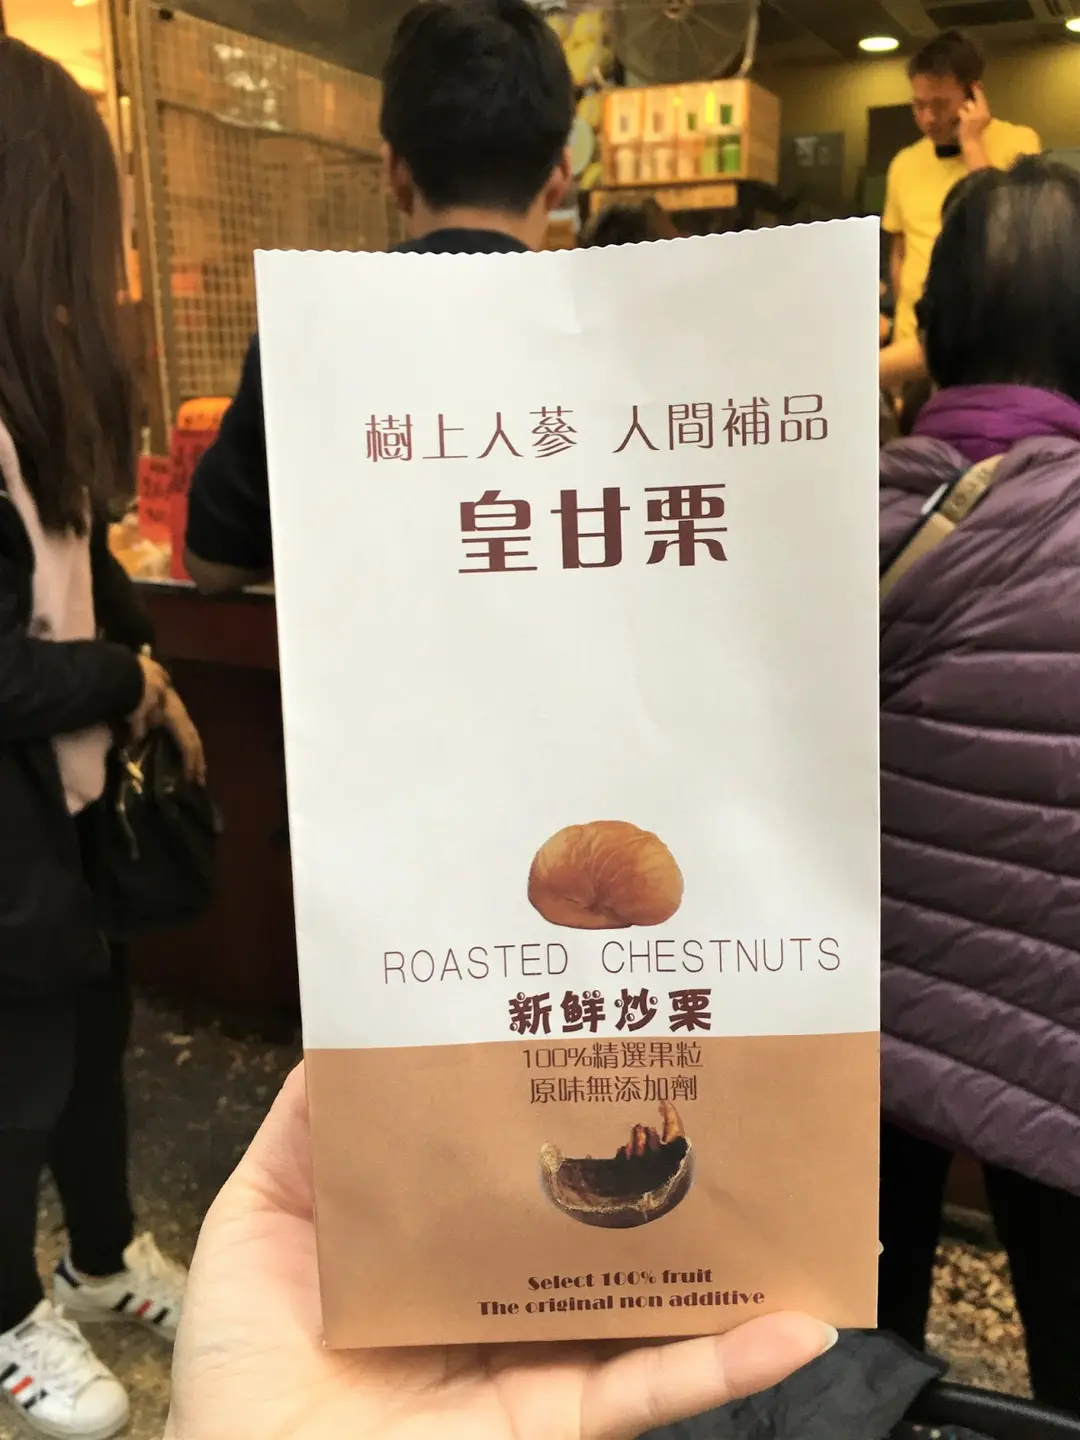 樹上人蔘 人間補品
皇甘栗
ROASTED CHESTNUTS
新鮮炒栗
100%精選果粒
原味無添加劑
Select 100% fruit
The original non additive